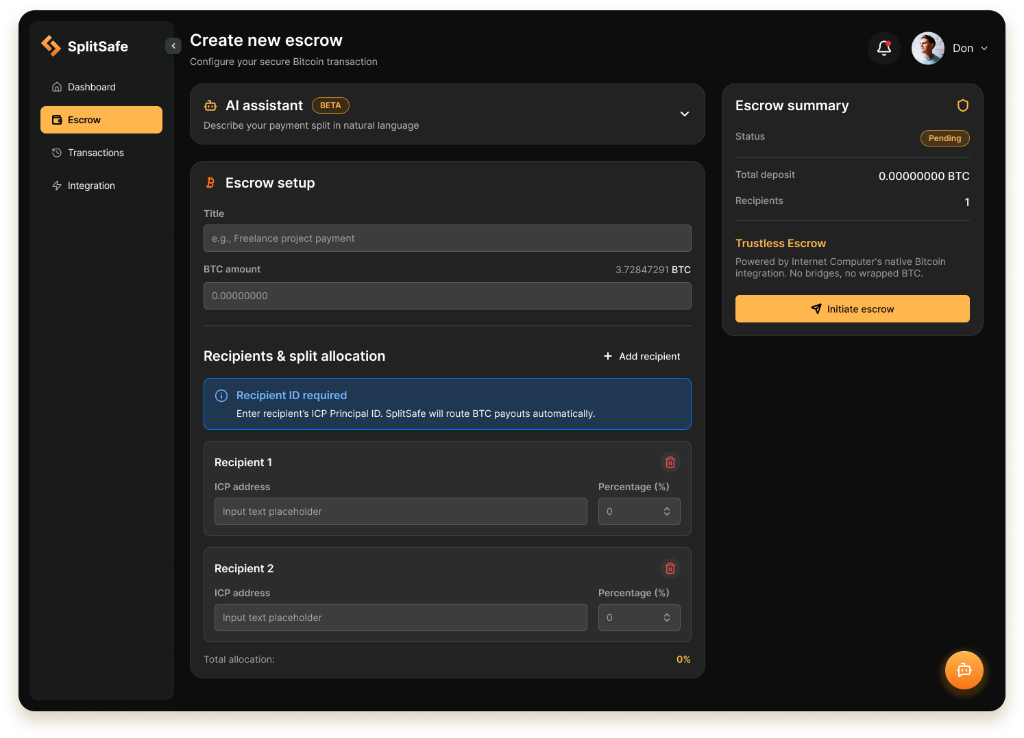 SplitSafe
Dashboard
Escrow
Transactions
Integration
Create new escrow
Configure your secure Bitcoin transaction
Don
AI assistant BETA
Describe your payment split in natural language
Escrow setup
Title
e.g., Freelance project payment
BTC amount 3.72847291 BTC
0.00000000
Recipients & split allocation + Add recipient
Recipient ID required
Enter recipient's ICP Principal ID. SplitSafe will route BTC payouts automatically.
Recipient 1
ICP address Percentage (%)
Input text placeholder 0
Recipient 2
ICP address Percentage (%)
Input text placeholder 0
Total allocation: 0%
Escrow summary
Status Pending
Total deposit 0.00000000 BTC
Recipients 1
Trustless Escrow
Powered by Internet Computer's native Bitcoin
integration. No bridges, no wrapped BTC.
Initiate escrow